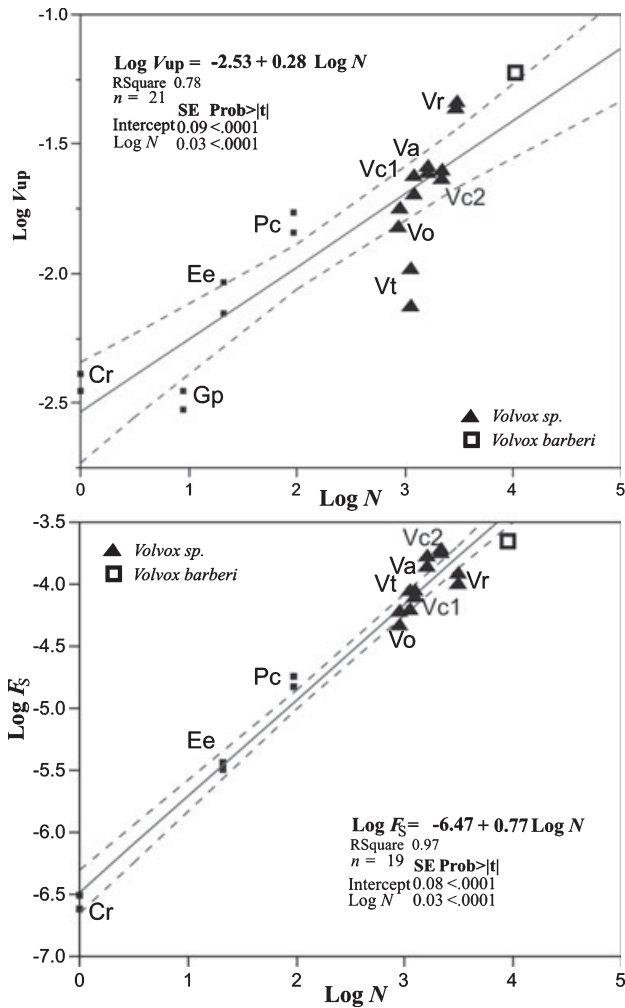 -1.0
Log Vup = -2.53 + 0.28 Log N
RSquare 0.78
n = 21
SE Prob>|t|
Intercept 0.09 <.0001
Log N 0.03 <.0001
Vr
-1.5
Va
Vc1
Vc2
Log Vup
Pc
Vo
-2.0
Ee
Vt
Cr
Gp
-2.5
Volvox sp.
Volvox barberi
0 1 2 3 4 5
Log N
-3.5
Volvox sp.
Volvox barberi
Vc2
Va
-4.0
Vt
Vr
Vc1
Vo
-4.5
Pc
Log FS
-5.0
Ee
-5.5
Log FS = -6.47 + 0.77 Log N
-6.0
RSquare 0.97
n = 19 SE Prob>|t|
Intercept 0.08 <.0001
Log N 0.03 <.0001
-6.5
Cr
-7.0
0 1 2 3 4 5
Log N